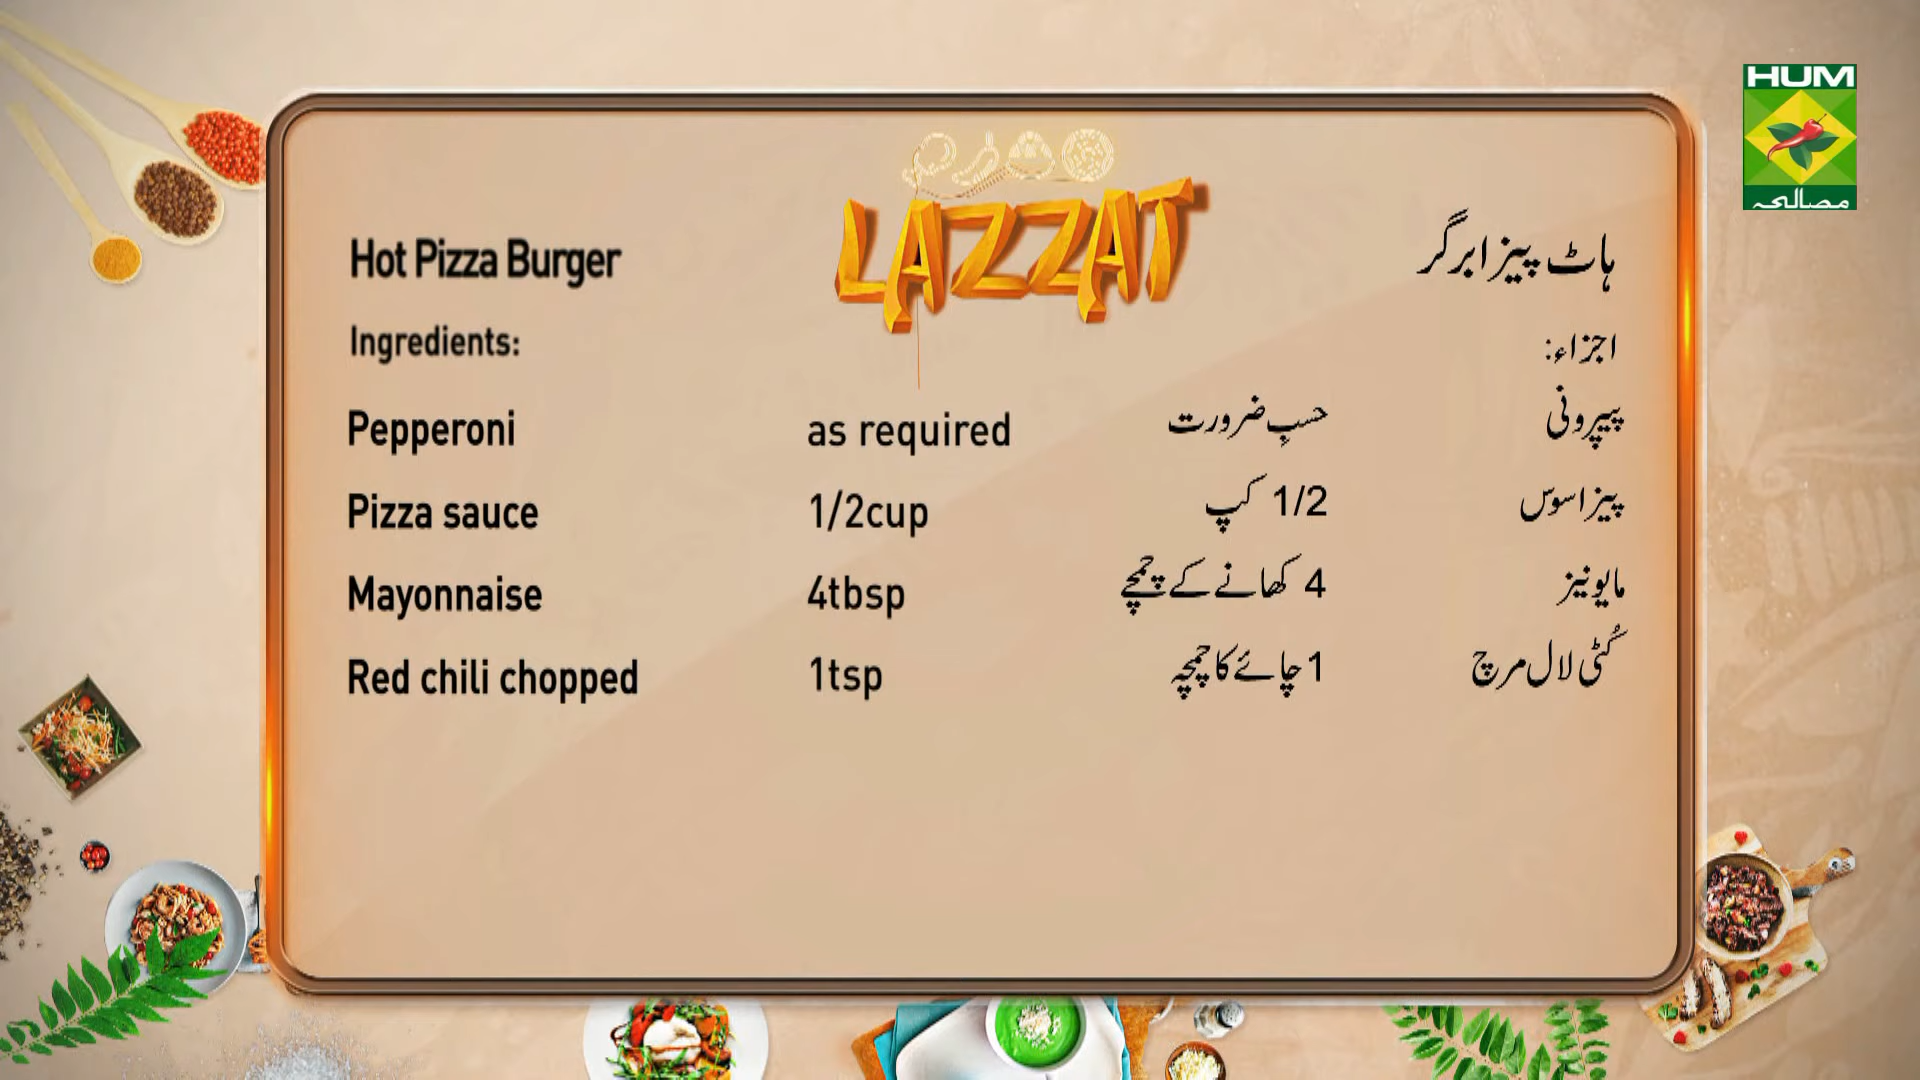 HUM
مصالحہ
LAZZAT
Hot Pizza Burger
ہاٹ پیزا برگر
Ingredients:
اجزاء:
Pepperoni as required
پیپرونی حسبِ ضرورت
Pizza sauce 1/2cup
پیزا سوس 1/2 کپ
Mayonnaise 4tbsp
مایونیز 4 کھانے کے چمچے
Red chili chopped 1tsp
کُٹی لال مرچ 1 چائے کا چمچہ